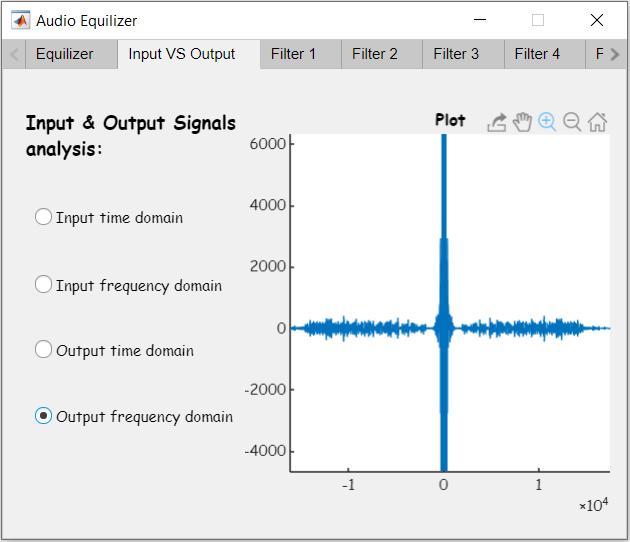 Audio Equilizer
Equilizer
Input VS Output
Filter 1
Filter 2
Filter 3
Filter 4
F
Input & Output Signals
analysis:
Input time domain
Input frequency domain
Output time domain
Output frequency domain
Plot
6000
4000
2000
0
-2000
-4000
-1
0
1
×10⁴